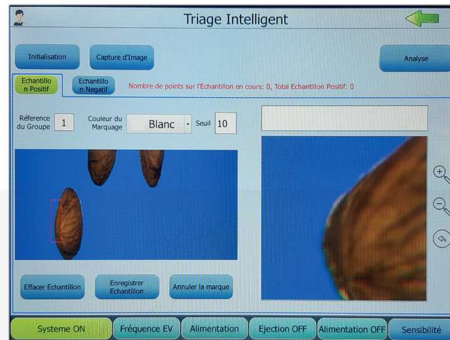 Triage Intelligent
Initialisation
Capture d'Image
Analyse
Echantillo
n Positif
Echantillo
n Negatif
Nombre de points sur l'Echantillon en cours: 0, Total Echantillon Positif: 0
Réference
du Groupe
1
Couleur du
Marquage
Blanc
Seuil
10
Effacer Echantillon
Enregistrer
Echantillon
Annuler la marque
Systeme ON
Fréquence EV
Alimentation
Ejection OFF
Alimentation OFF
Sensibilité